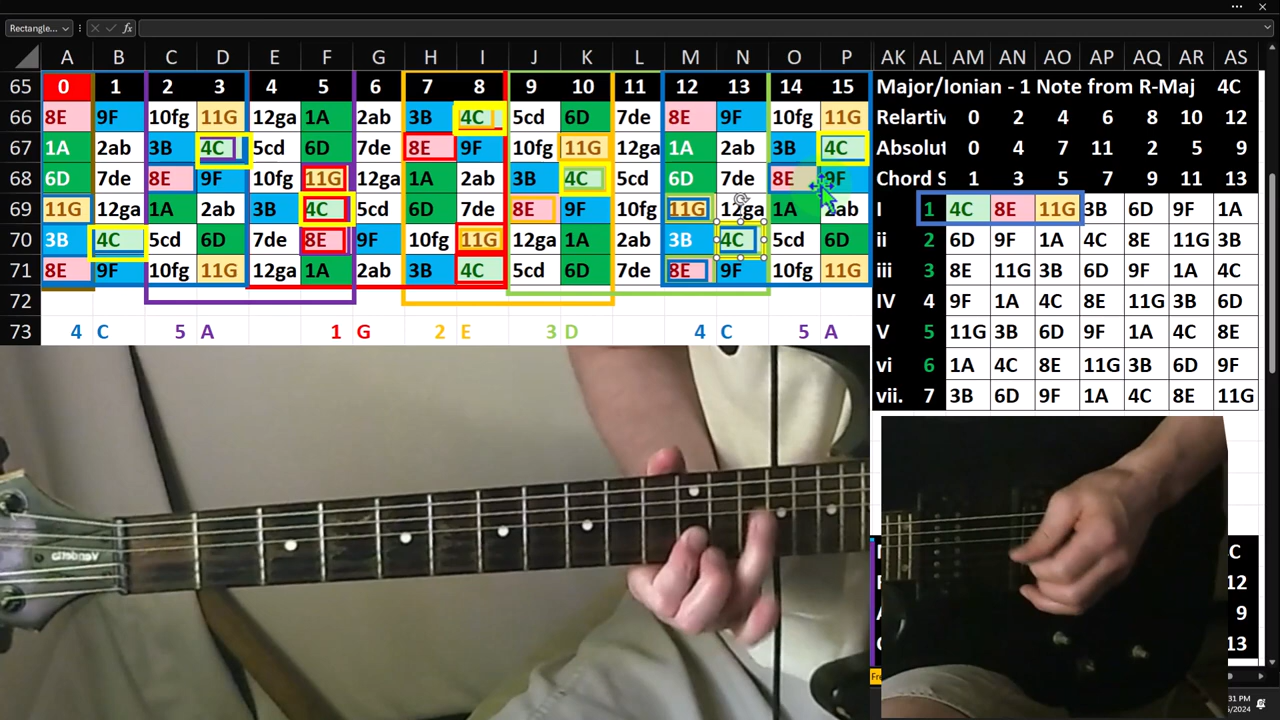 Rectangle...
fx
A B C D E F G H I J K L M N O P AK AL AM AN AO AP AQ AR AS
65 0 1 2 3 4 5 6 7 8 9 10 11 12 13 14 15 Major/Ionian - 1 Note from R-Maj 4C
66 8E 9F 10fg 11G 12ga 1A 2ab 3B 4C 5cd 6D 7de 8E 9F 10fg 11G Relartiv 0 2 4 6 8 10 12
67 1A 2ab 3B 4C 5cd 6D 7de 8E 9F 10fg 11G 12ga 1A 2ab 3B 4C Absolut 0 4 7 11 2 5 9
68 6D 7de 8E 9F 10fg 11G 12ga 1A 2ab 3B 4C 5cd 6D 7de 8E 9F Chord S 1 3 5 7 9 11 13
69 11G 12ga 1A 2ab 3B 4C 5cd 6D 7de 8E 9F 10fg 11G 12ga 1A 2ab I 1 4C 8E 11G 3B 6D 9F 1A
70 3B 4C 5cd 6D 7de 8E 9F 10fg 11G 12ga 1A 2ab 3B 4C 5cd 6D ii 2 6D 9F 1A 4C 8E 11G 3B
71 8E 9F 10fg 11G 12ga 1A 2ab 3B 4C 5cd 6D 7de 8E 9F 10fg 11G iii 3 8E 11G 3B 6D 9F 1A 4C
72 IV 4 9F 1A 4C 8E 11G 3B 6D
73 4 C 5 A 1 G 2 E 3 D 4 C 5 A V 5 11G 3B 6D 9F 1A 4C 8E
vi 6 1A 4C 8E 11G 3B 6D 9F
vii. 7 3B 6D 9F 1A 4C 8E 11G
Vendetta
C
12
9
13